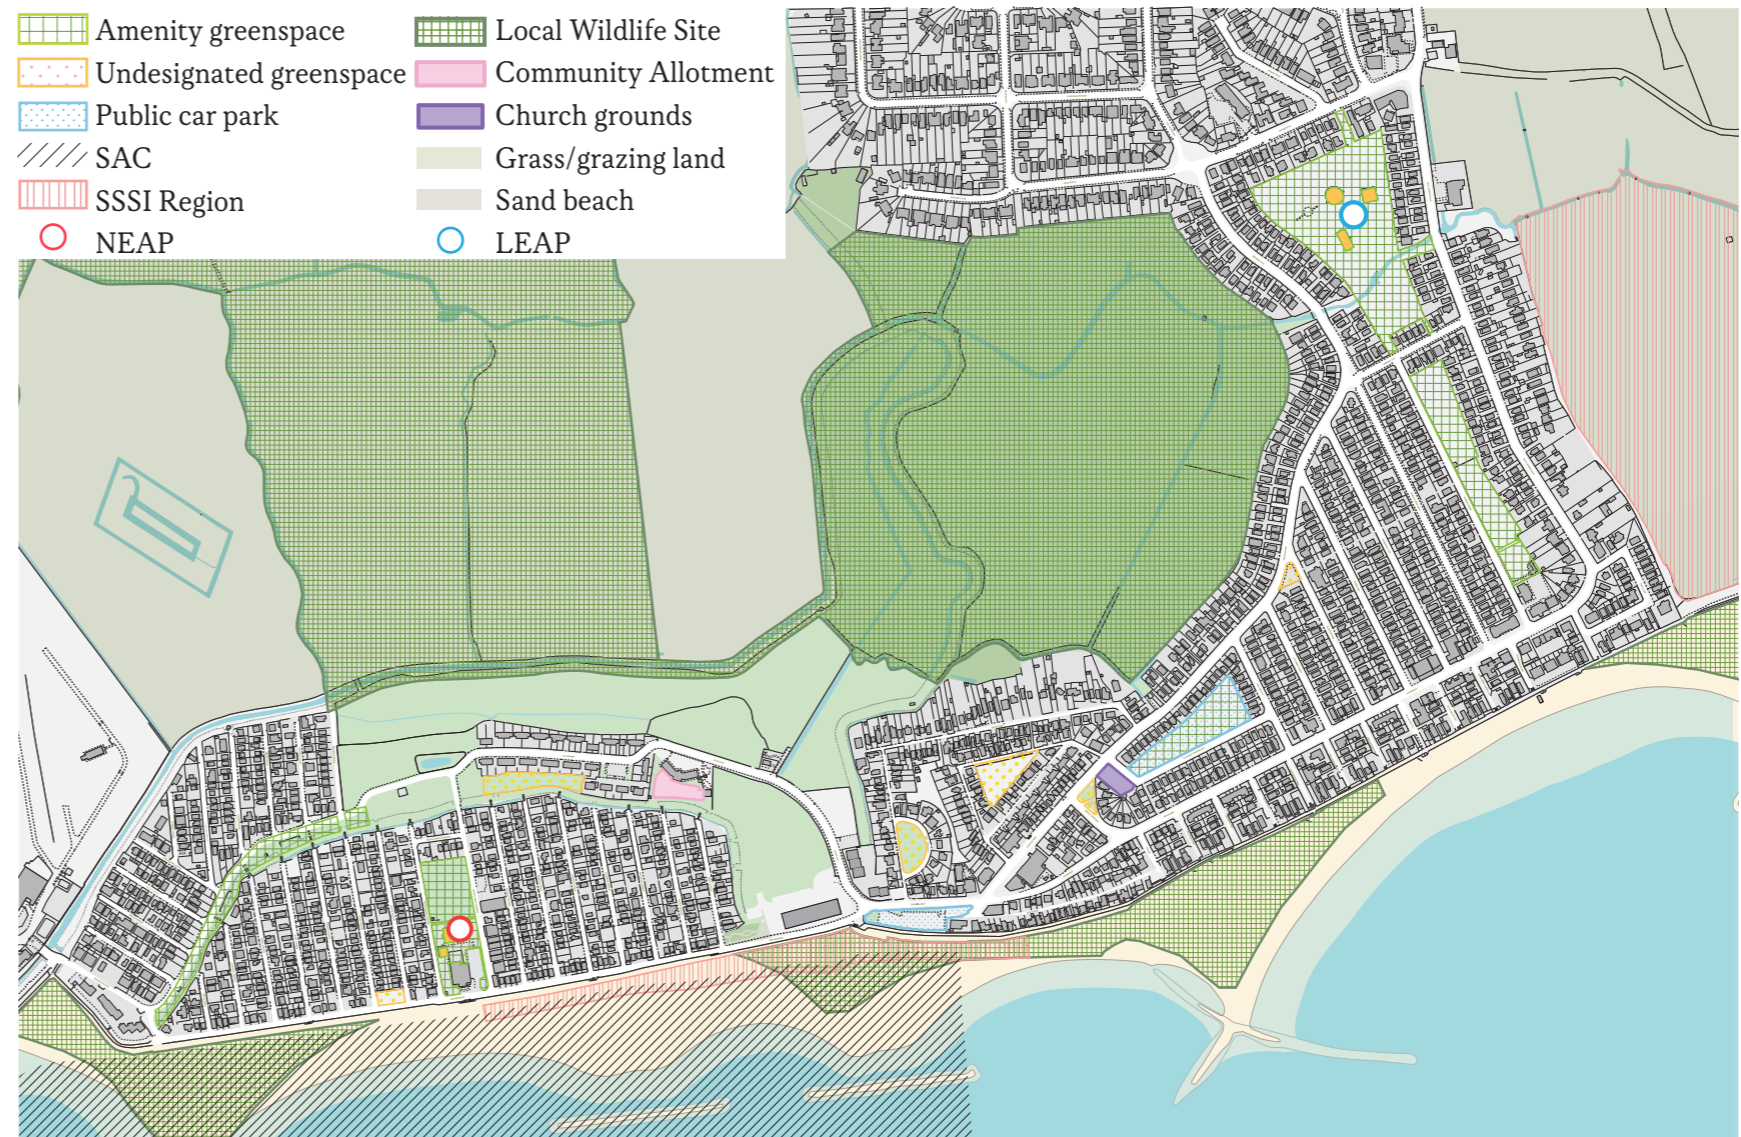 Amenity greenspace
Undesignated greenspace
Public car park
SAC
SSSI Region
NEAP
Local Wildlife Site
Community Allotment
Church grounds
Grass/grazing land
Sand beach
LEAP